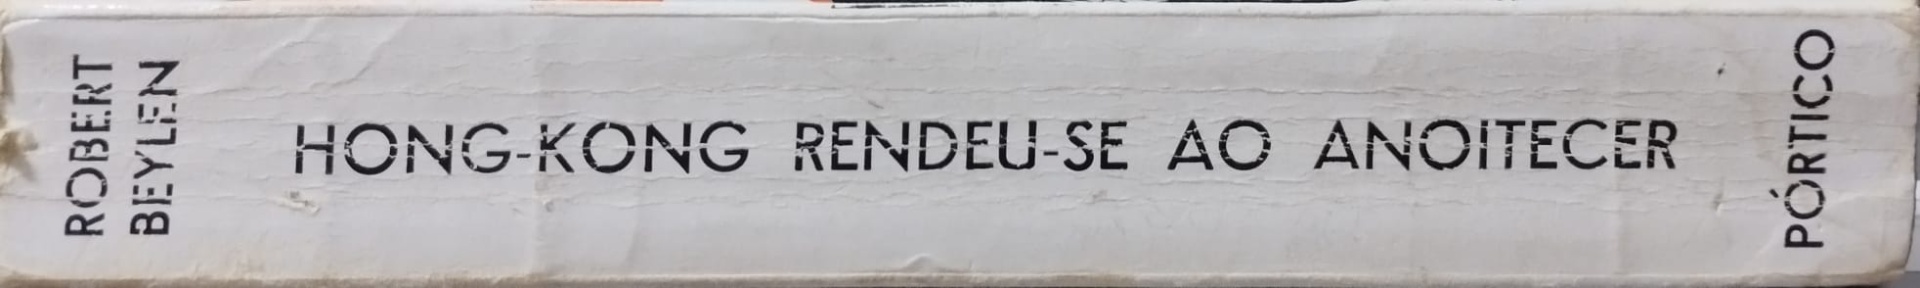 ROBERT
BEYLEN
HONG-KONG RENDEU-SE AO ANOITECER
PÓRTICO